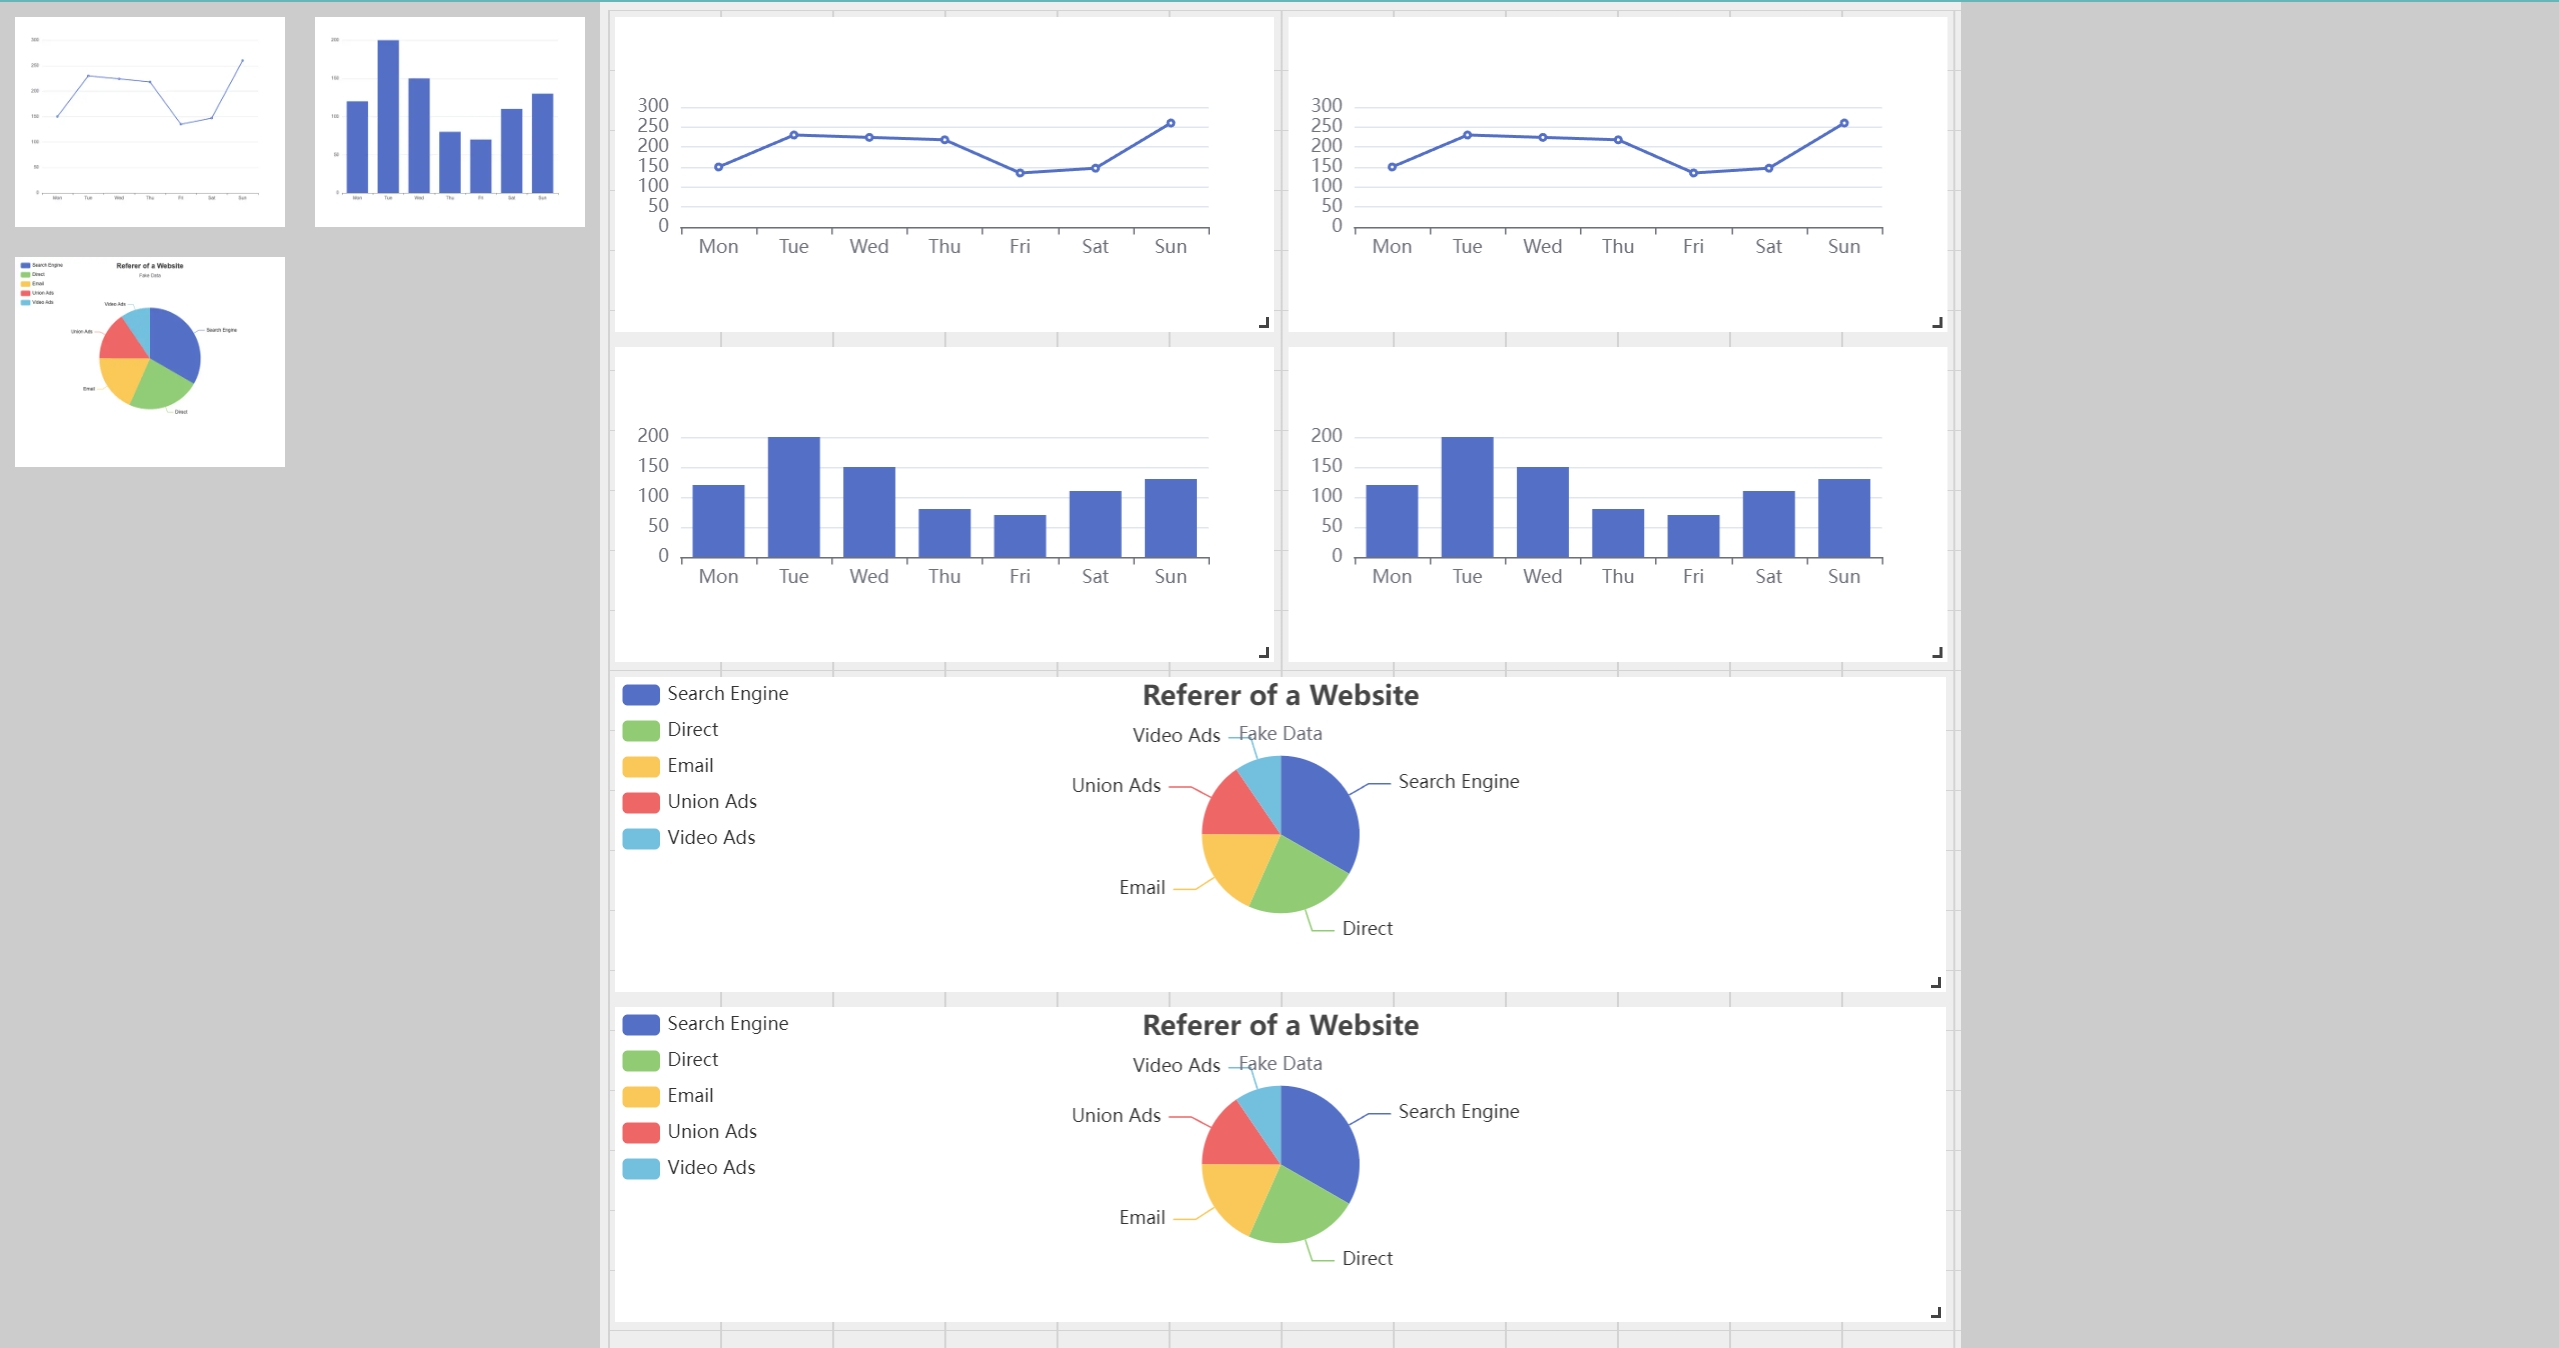 300
250
200
150
100
50
0
Mon Tue Wed Thu Fri Sat Sun
200
150
100
50
0
Mon Tue Wed Thu Fri Sat Sun
Search Engine
Direct
Email
Union Ads
Video Ads
Referer of a Website
Fake Data
Video Ads
Union Ads
Search Engine
Email
Direct
300
250
200
150
100
50
0
Mon Tue Wed Thu Fri Sat Sun
300
250
200
150
100
50
0
Mon Tue Wed Thu Fri Sat Sun
200
150
100
50
0
Mon Tue Wed Thu Fri Sat Sun
200
150
100
50
0
Mon Tue Wed Thu Fri Sat Sun
Search Engine
Direct
Email
Union Ads
Video Ads
Referer of a Website
Fake Data
Video Ads
Union Ads
Search Engine
Email
Direct
Search Engine
Direct
Email
Union Ads
Video Ads
Referer of a Website
Fake Data
Video Ads
Union Ads
Search Engine
Email
Direct